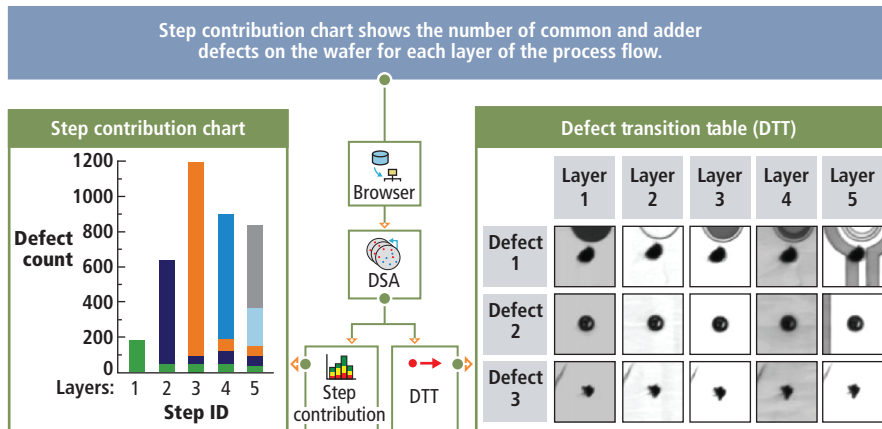 Step contribution chart shows the number of common and adder
defects on the wafer for each layer of the process flow.
Step contribution chart
1200
1000
800
600
400
200
0
Defect
count
Layers: 1 2 3 4 5
Step ID
Browser
DSA
Step
contribution
DTT
Defect transition table (DTT)
Layer
1
Layer
2
Layer
3
Layer
4
Layer
5
Defect
1
Defect
2
Defect
3